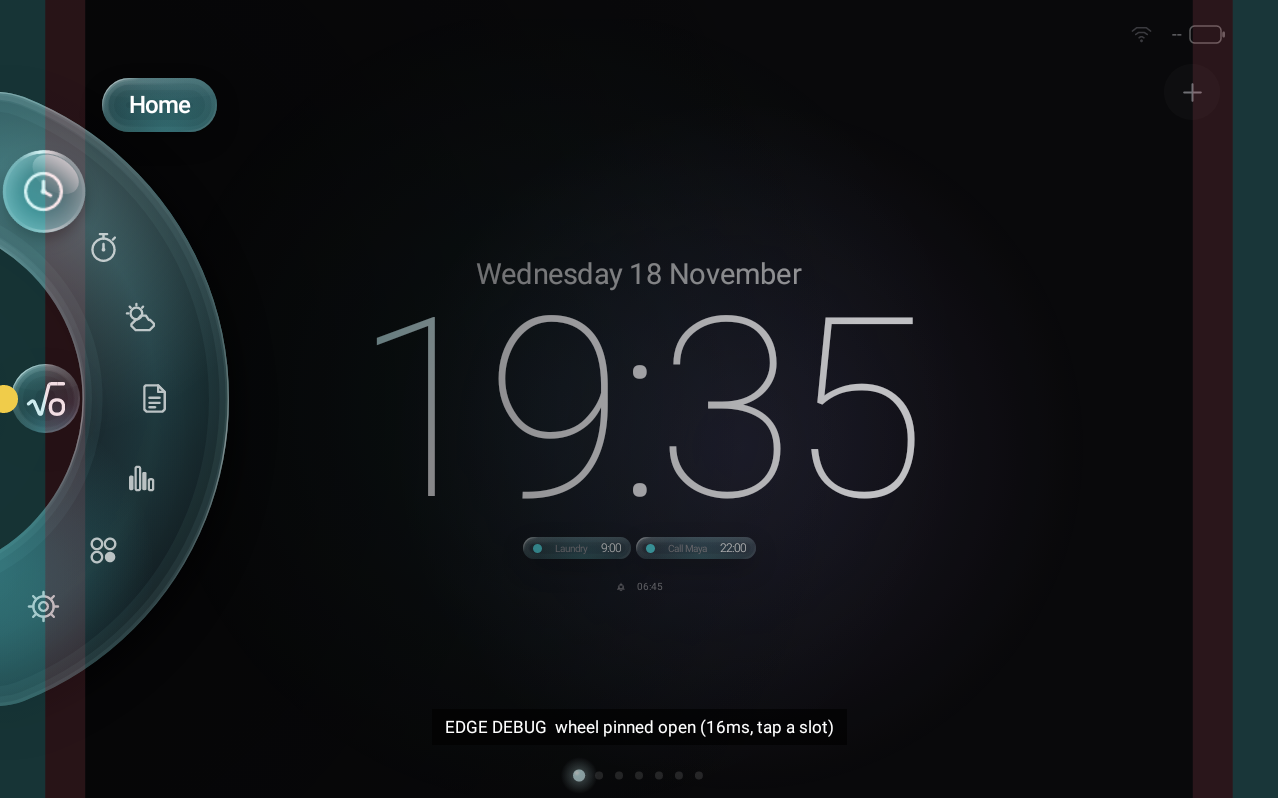 --
Home
Wednesday 18 November
19:35
Laundry 9:00 Call Maya 22:00
06:45
EDGE DEBUG wheel pinned open (16ms, tap a slot)